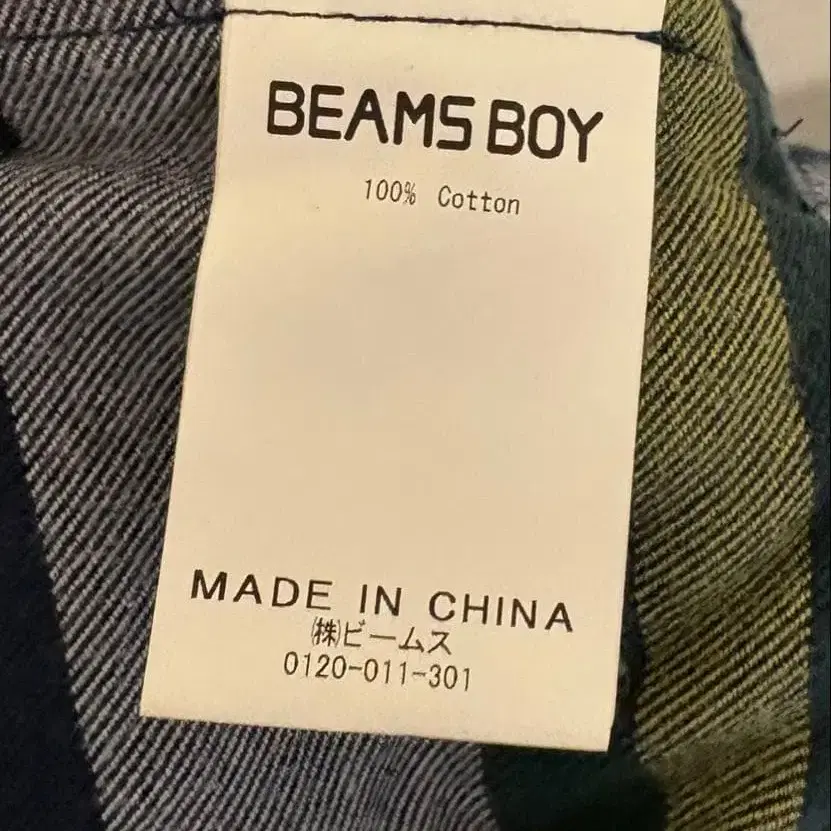 BEAMS BOY
100% Cotton
MADE IN CHINA
㈱ビームス
0120-011-301